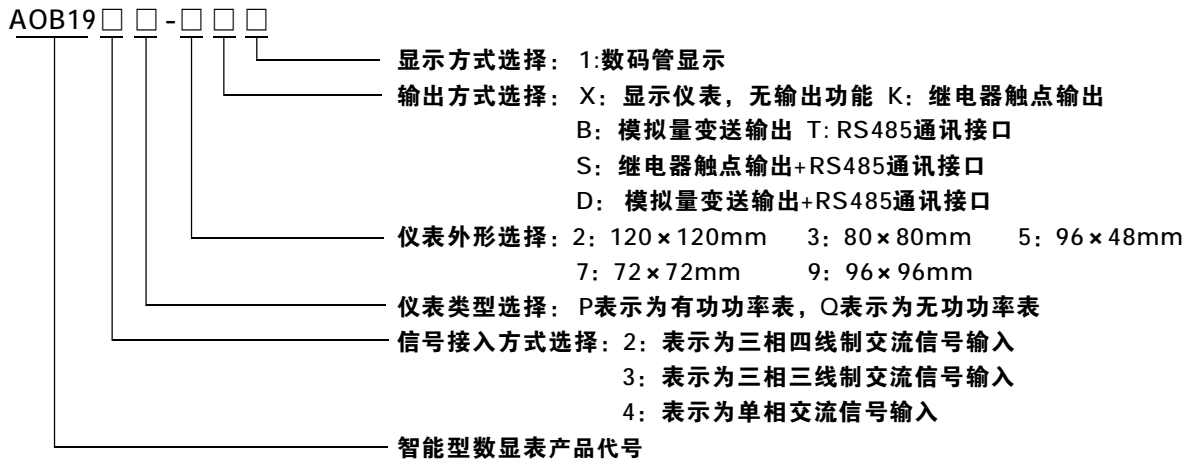 AOB19□ □-□ □ □
显示方式选择：1:数码管显示
输出方式选择：X：显示仪表，无输出功能 K：继电器触点输出
B：模拟量变送输出 T: RS485通讯接口
S：继电器触点输出+RS485通讯接口
D： 模拟量变送输出+RS485通讯接口
仪表外形选择：2：120×120mm 3：80×80mm 5：96×48mm
7：72×72mm 9：96×96mm
仪表类型选择： P表示为有功功率表，Q表示为无功功率表
信号接入方式选择：2：表示为三相四线制交流信号输入
3：表示为三相三线制交流信号输入
4：表示为单相交流信号输入
智能型数显表产品代号